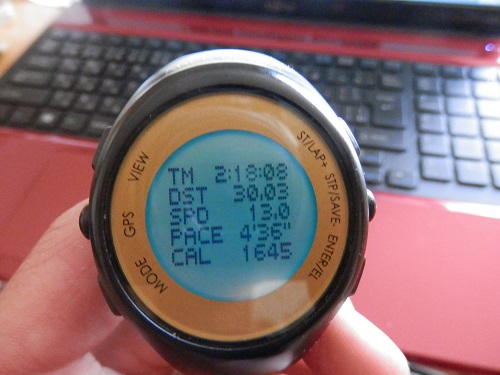 TM 2:18:08
DST 30.03
SPD 13.0
PACE 4'36"
CAL 1645
VIEW
GPS
MODE
ST/LAP+
STP/SAVE-
ENTER/EL